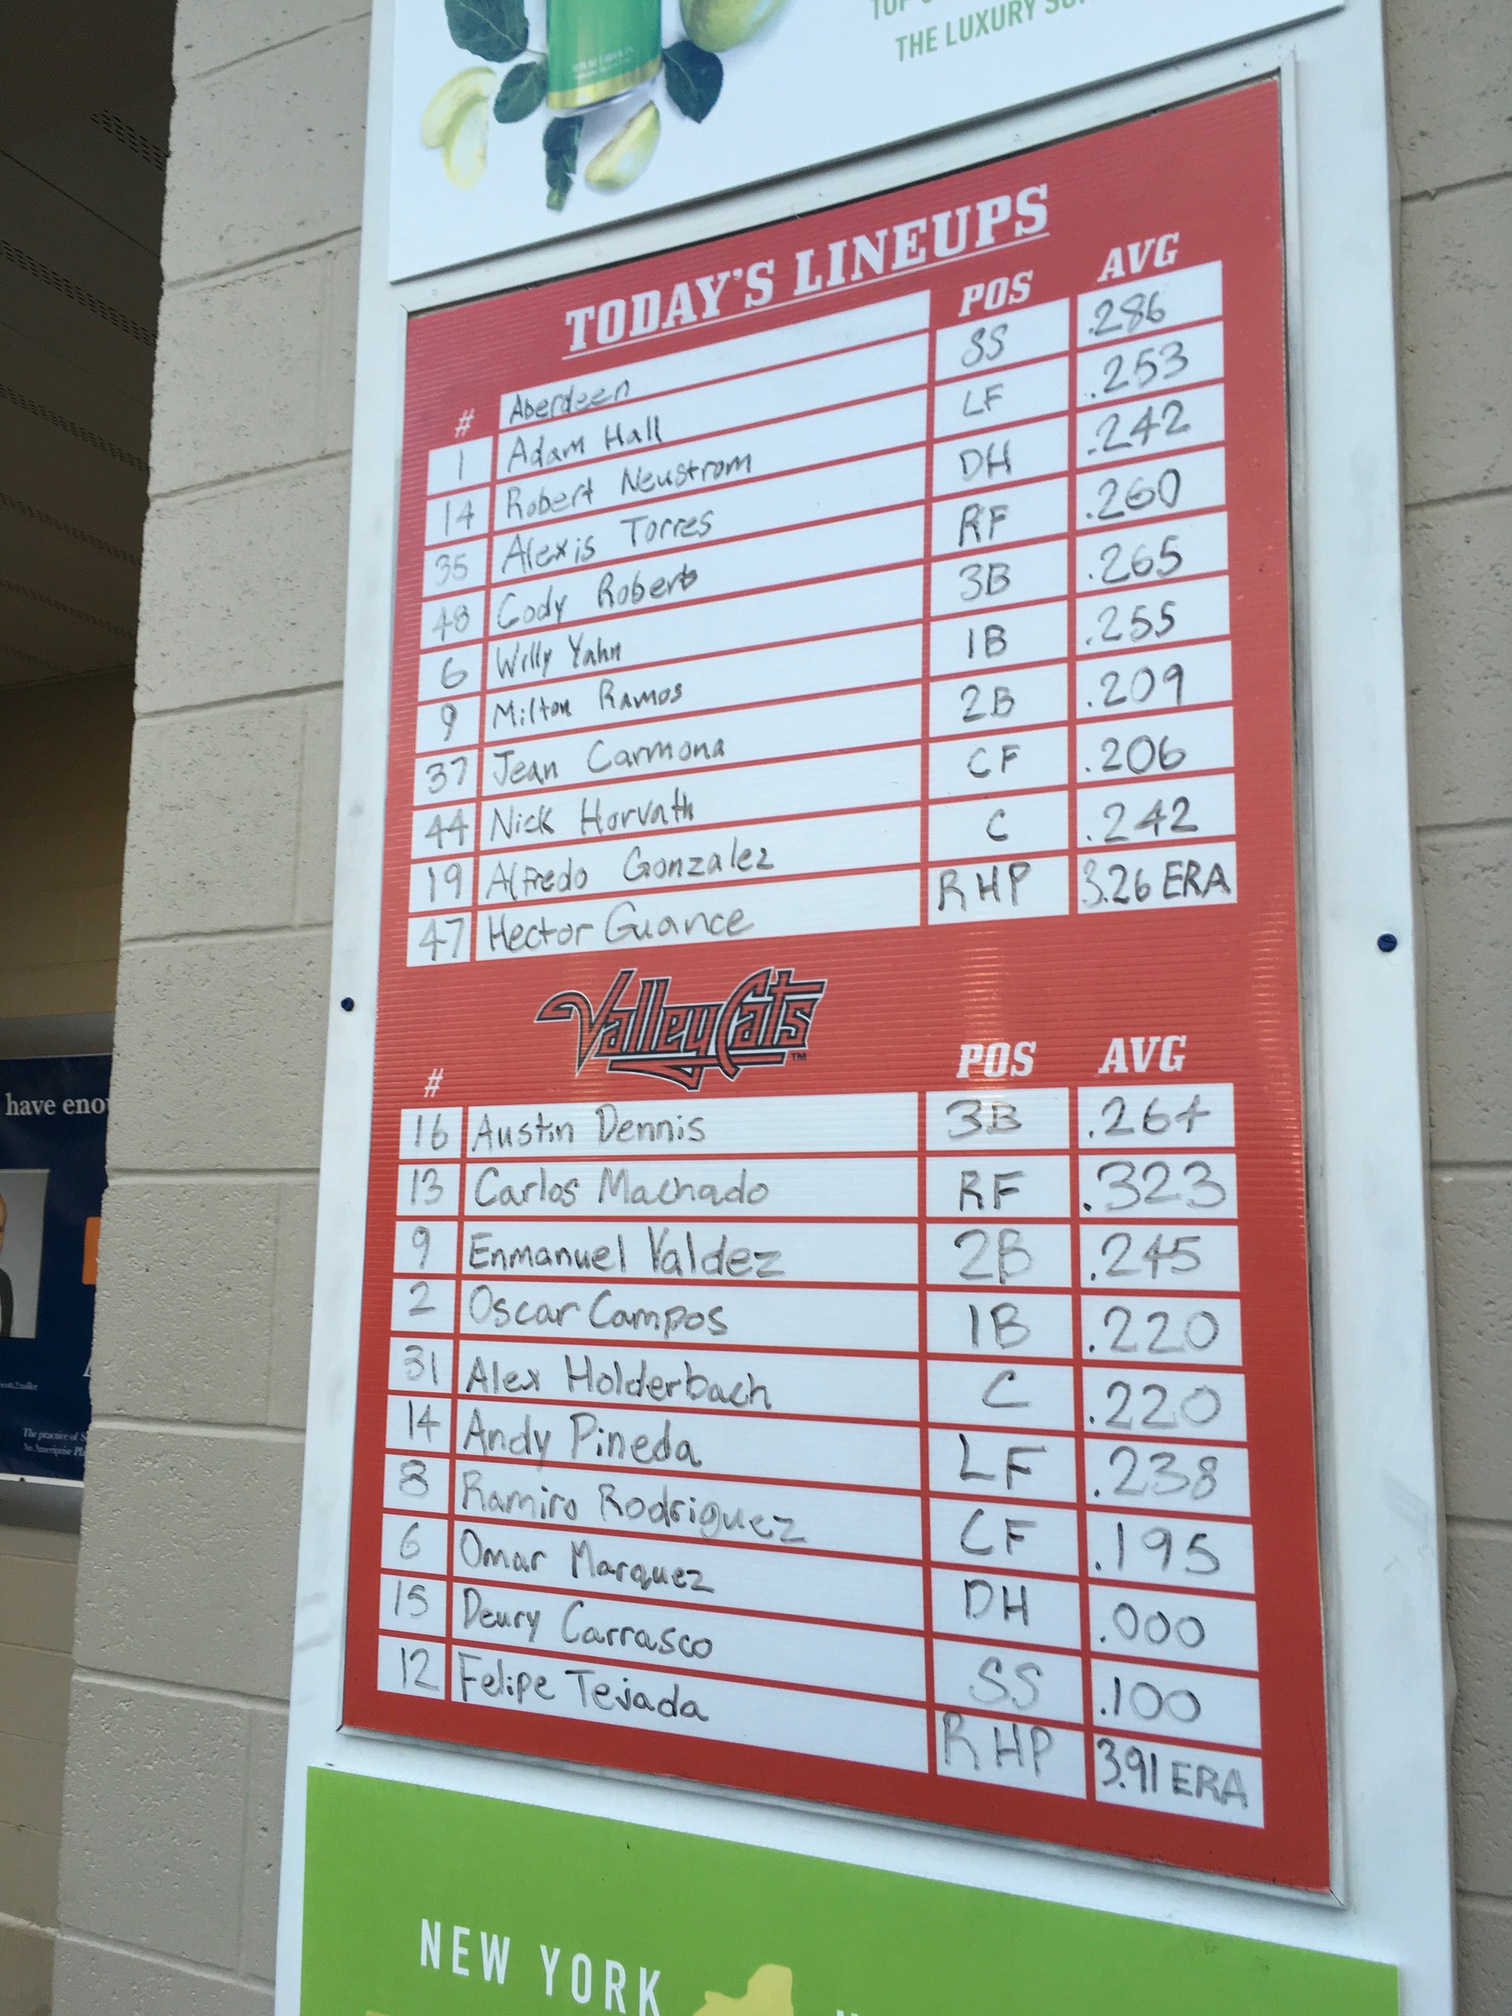 THE LUXURY
TODAY'S LINEUPS
# Aberdeen POS AVG
1 Adam Hall SS .286
14 Robert Neustrom LF .253
35 Alexis Torres DH .242
48 Cody Roberts RF .260
6 Willy Yahn 3B .265
9 Milton Ramos 1B .255
37 Jean Carmona 2B .209
44 Nick Horvath CF .206
19 Alfredo Gonzalez C .242
47 Hector Guance RHP 3.26 ERA
# ValleyCats TM POS AVG
16 Austin Dennis 3B .264
13 Carlos Machado RF .323
9 Enmanuel Valdez 2B .245
2 Oscar Campos 1B .220
31 Alex Holderbach C .220
14 Andy Pineda LF .238
8 Ramiro Rodriguez CF .195
6 Omar Marquez DH .000
15 Deury Carrasco SS .100
12 Felipe Tejada RHP 3.91 ERA
have enou
The practice of
NEW YORK